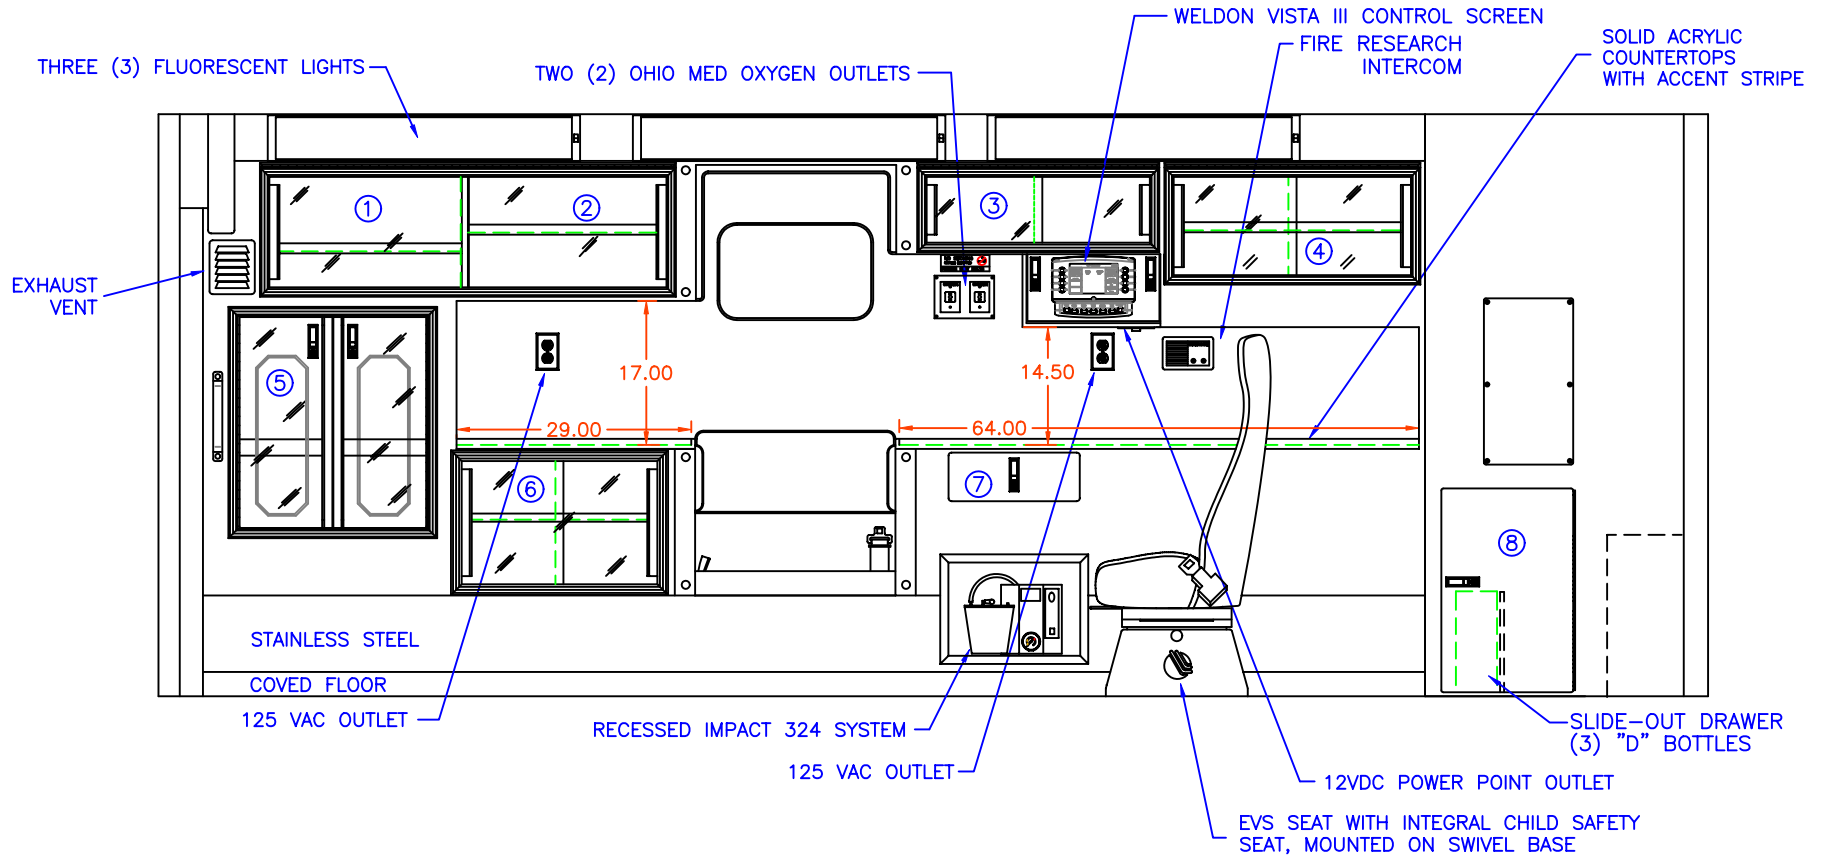 WELDON VISTA III CONTROL SCREEN
FIRE RESEARCH
INTERCOM
SOLID ACRYLIC
COUNTERTOPS
WITH ACCENT STRIPE
THREE (3) FLUORESCENT LIGHTS
TWO (2) OHIO MED OXYGEN OUTLETS
1
2
3
4
EXHAUST
VENT
17.00
14.50
5
29.00
64.00
6
7
8
STAINLESS STEEL
COVED FLOOR
125 VAC OUTLET
RECESSED IMPACT 324 SYSTEM
125 VAC OUTLET
SLIDE-OUT DRAWER
(3) "D" BOTTLES
12VDC POWER POINT OUTLET
EVS SEAT WITH INTEGRAL CHILD SAFETY
SEAT, MOUNTED ON SWIVEL BASE